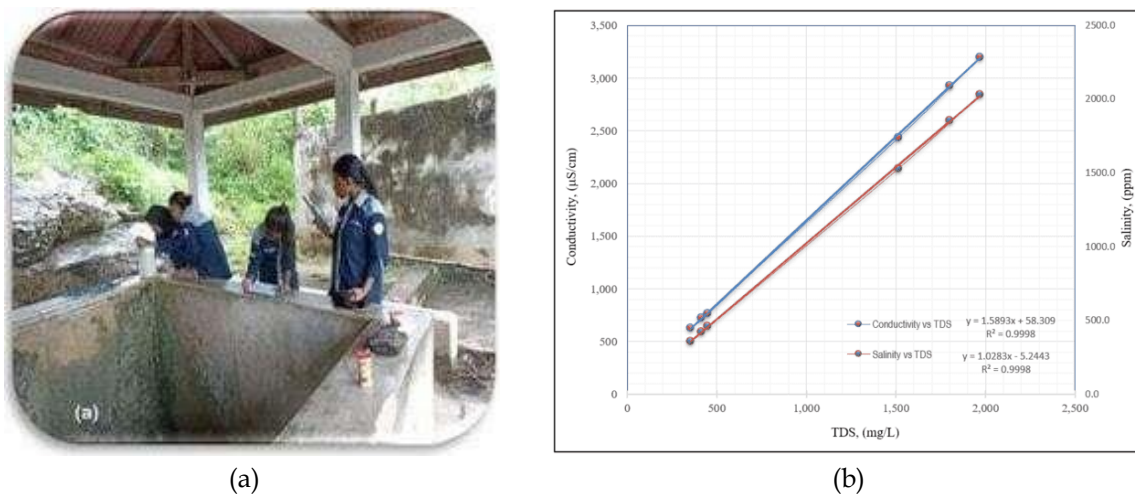 (a)
3,500
3,000
2,500
2,000
1,500
1,000
500
0
Conductivity, (µS/cm)
2500.0
2000.0
1500.0
1000.0
500.0
0.0
Salinity, (ppm)
Conductivity vs TDS
y = 1.5893x + 58.309
R² = 0.9998
Salinity vs TDS
y = 1.0283x - 5.2443
R² = 0.9998
0 500 1,000 1,500 2,000 2,500
TDS, (mg/L)
(a) (b)